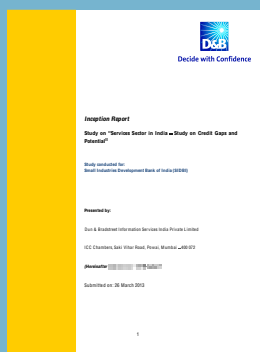 D&B
Decide with Confidence
Inception Report
Study on "Services Sector in India – Study on Credit Gaps and
Potential"
Study conducted for:
Small Industries Development Bank of India (SIDBI)
Presented by:
Dun & Bradstreet Information Services India Private Limited
ICC Chambers, Saki Vihar Road, Powai, Mumbai – 400 072
(Hereinafter
Submitted on: 26 March 2013
1